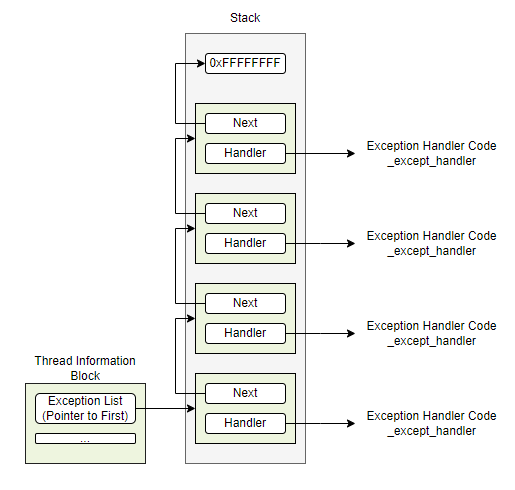 Stack
0xFFFFFFFF
Next
Handler
Exception Handler Code
_except_handler
Next
Handler
Exception Handler Code
_except_handler
Next
Handler
Exception Handler Code
_except_handler
Thread Information
Block
Exception List
(Pointer to First)
...
Next
Handler
Exception Handler Code
_except_handler